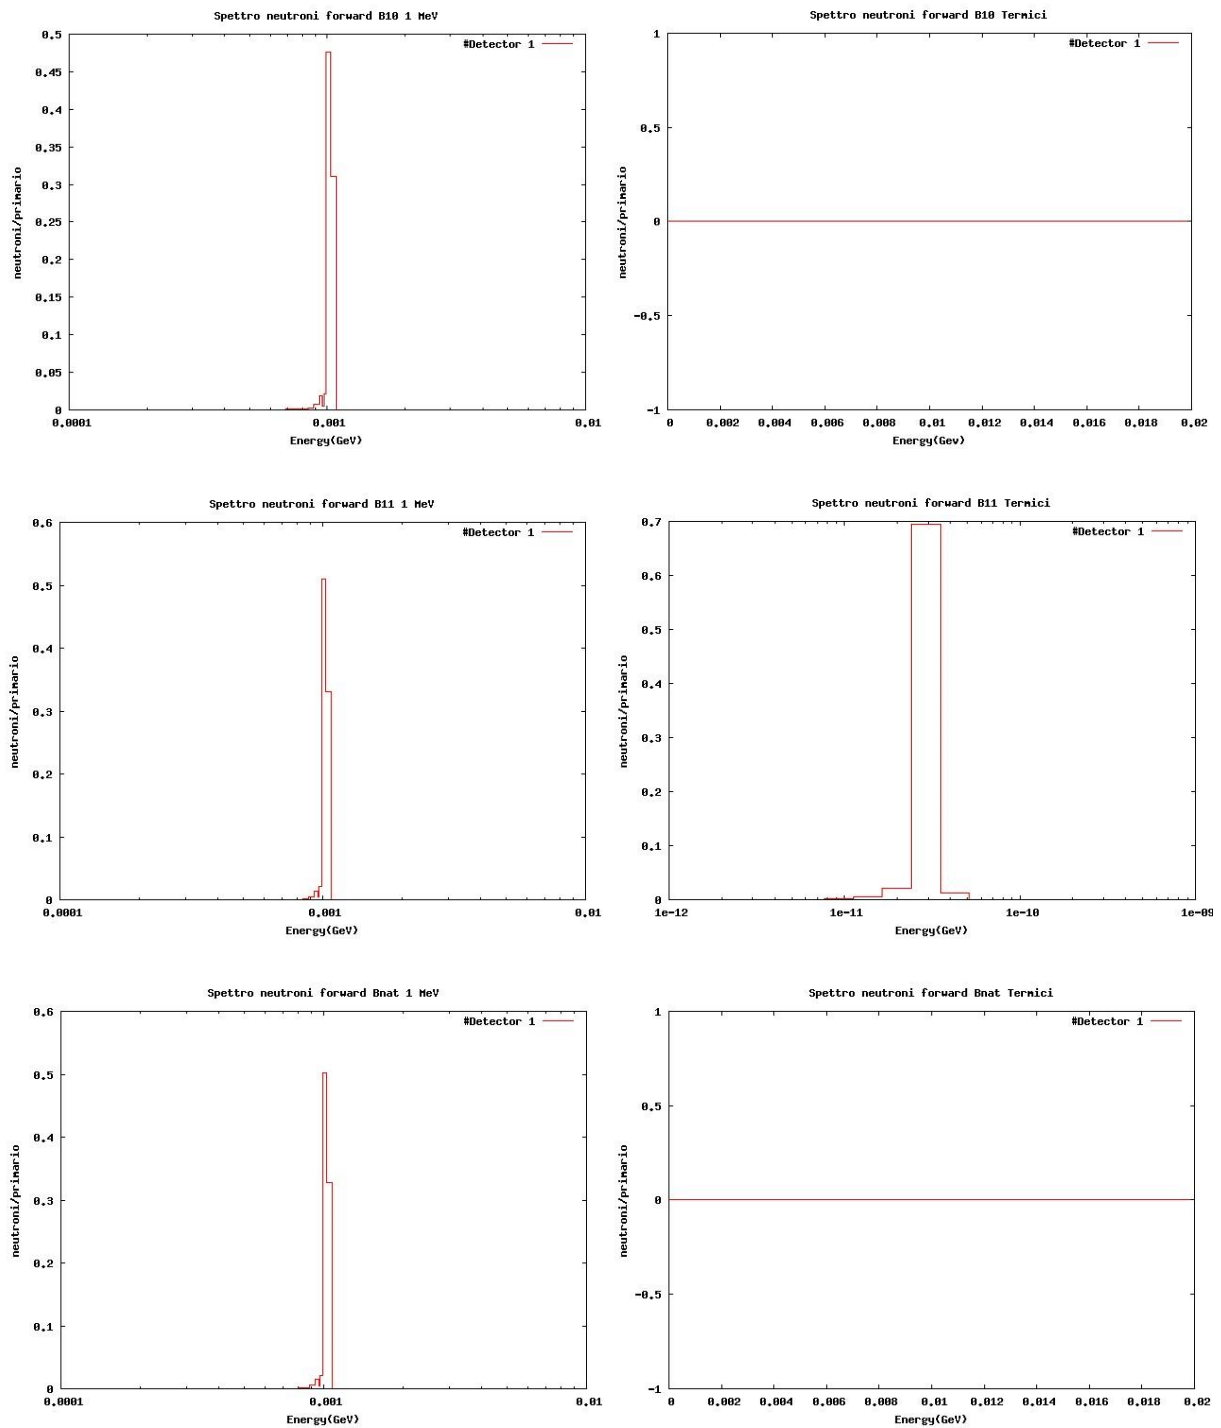 Spettro neutroni forward B10 1 MeV
#Detector 1
0.5
0.45
0.4
0.35
0.3
0.25
0.2
0.15
0.1
0.05
0
neutroni/primario
0.0001 0.001 0.01
Energy(GeV)
Spettro neutroni forward B10 Termici
#Detector 1
1
0.5
0
-0.5
-1
neutroni/primario
0 0.002 0.004 0.006 0.008 0.01 0.012 0.014 0.016 0.018 0.02
Energy(Gev)
Spettro neutroni forward B11 1 MeV
#Detector 1
0.6
0.5
0.4
0.3
0.2
0.1
0
neutroni/primario
0.0001 0.001 0.01
Energy(GeV)
Spettro neutroni forward B11 Termici
#Detector 1
0.7
0.6
0.5
0.4
0.3
0.2
0.1
0
neutroni/primario
1e-12 1e-11 1e-10 1e-09
Energy(GeV)
Spettro neutroni forward Bnat 1 MeV
#Detector 1
0.6
0.5
0.4
0.3
0.2
0.1
0
neutroni/primario
0.0001 0.001 0.01
Energy(GeV)
Spettro neutroni forward Bnat Termici
#Detector 1
1
0.5
0
-0.5
-1
neutroni/primario
0 0.002 0.004 0.006 0.008 0.01 0.012 0.014 0.016 0.018 0.02
Energy(GeV)